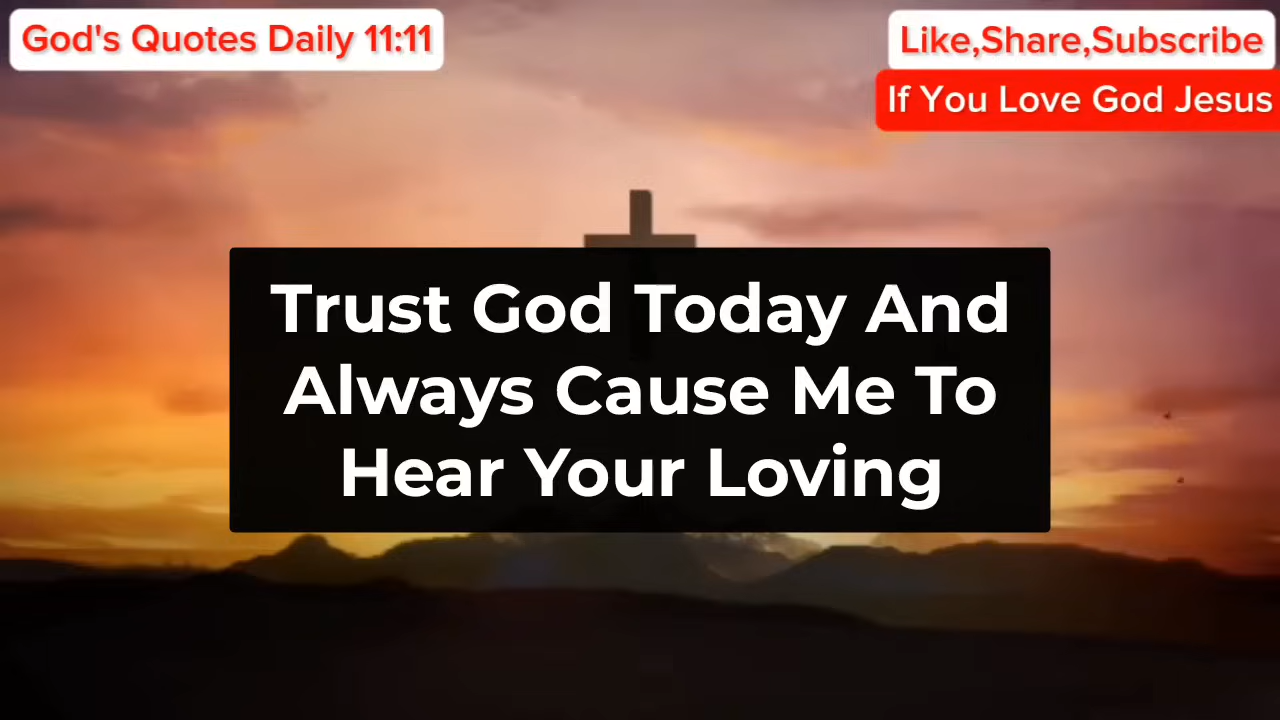 God's Quotes Daily 11:11
Like,Share,Subscribe
If You Love God Jesus
Trust God Today And
Always Cause Me To
Hear Your Loving